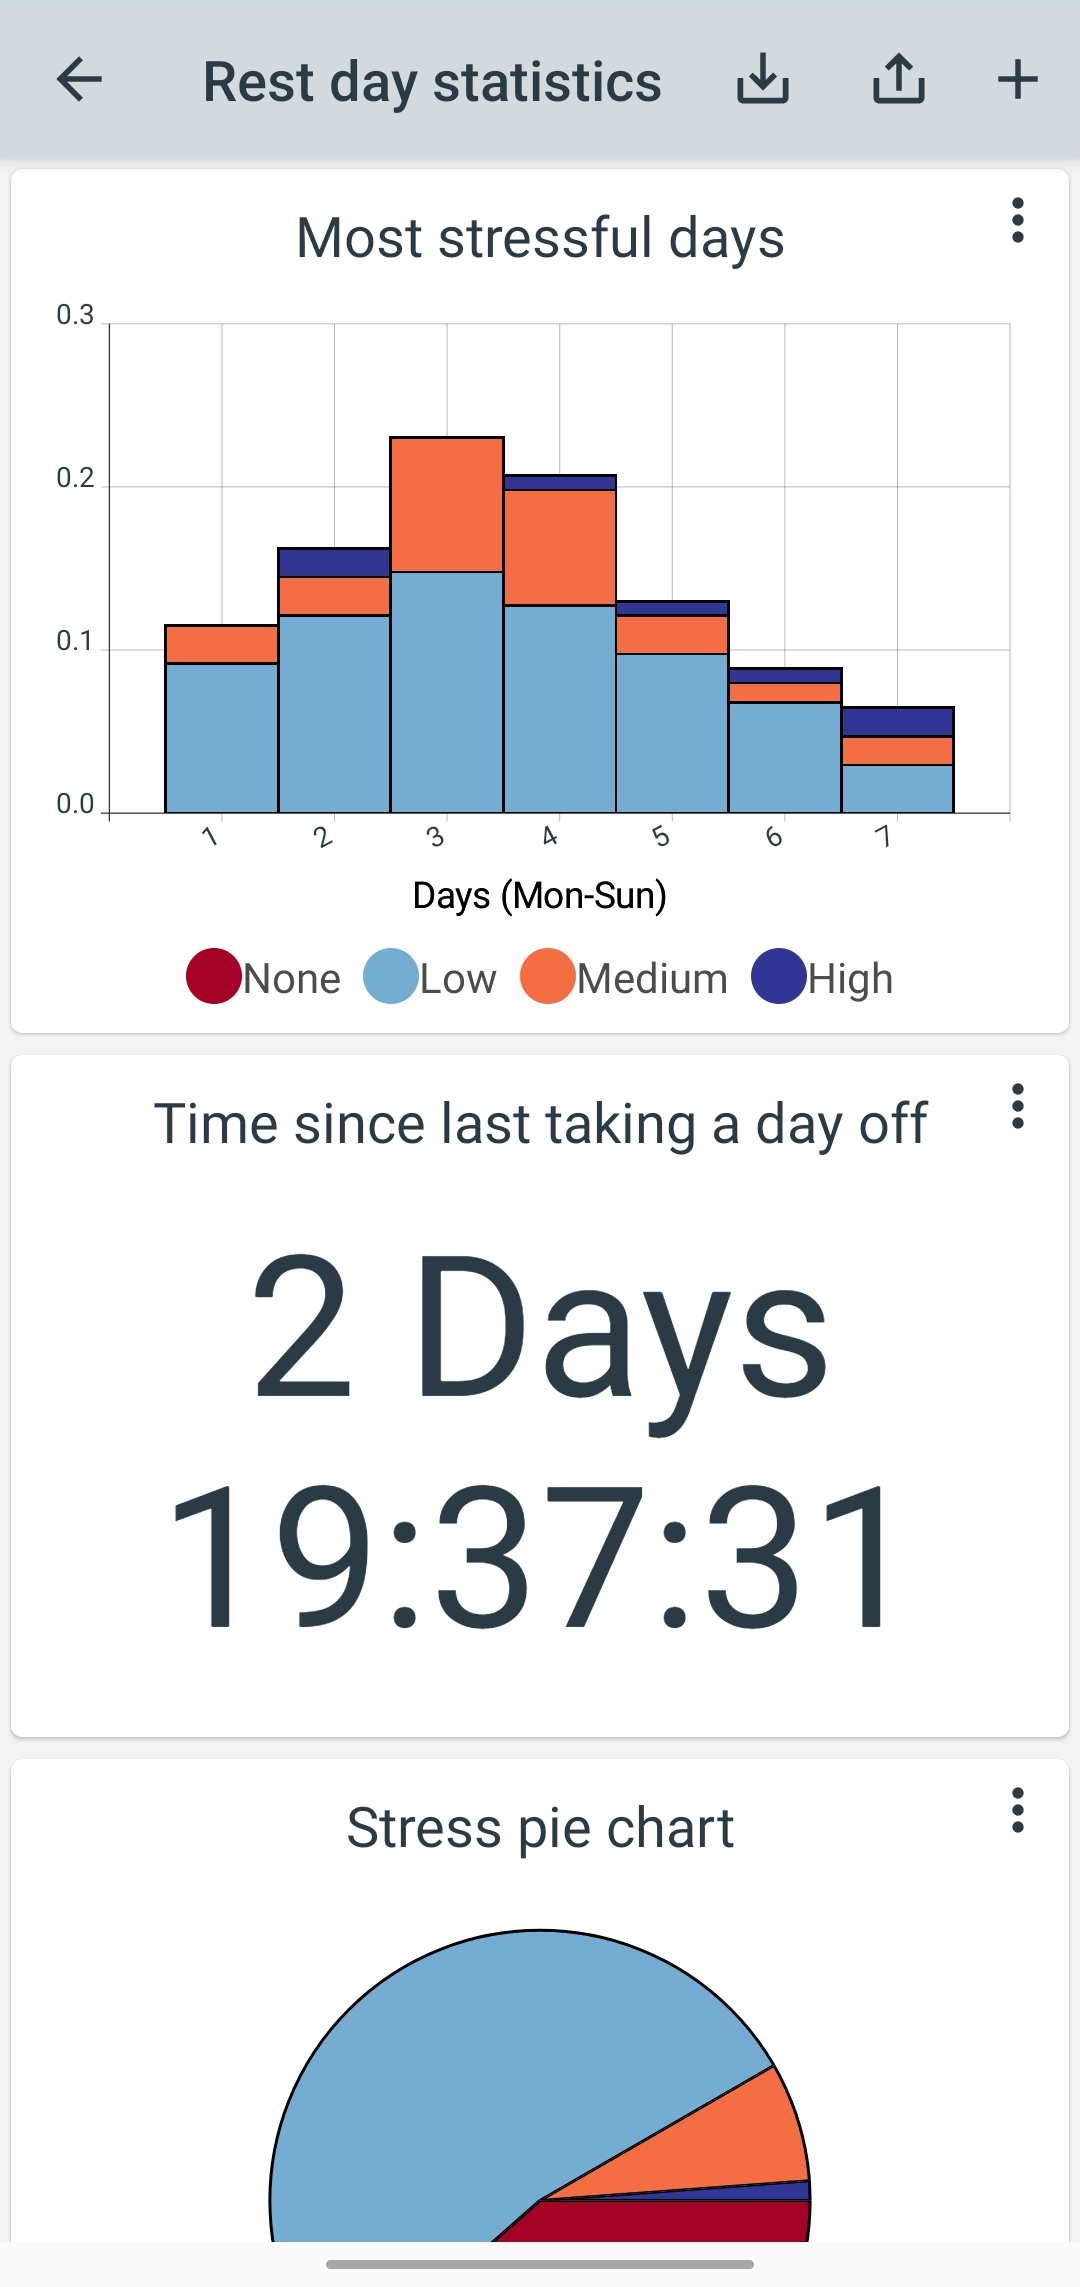 Rest day statistics
Most stressful days
0.3
0.2
0.1
0.0
1 2 3 4 5 6 7
Days (Mon-Sun)
None Low Medium High
Time since last taking a day off
2 Days
19:37:31
Stress pie chart